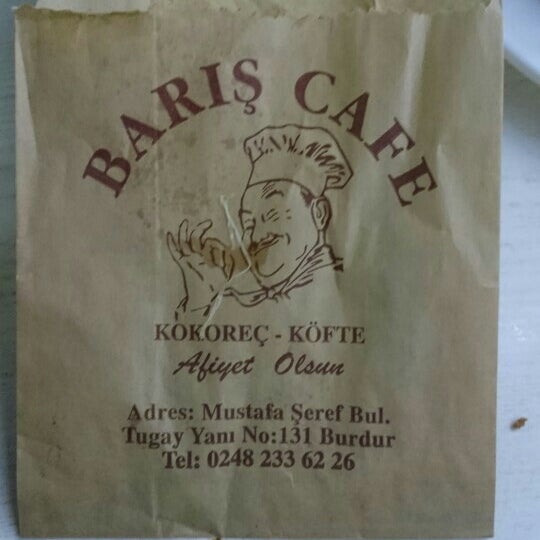 BARIŞ CAFE
KOKOREÇ - KÖFTE
Afiyet Olsun
Adres: Mustafa Şeref Bul.
Tugay Yanı No:131 Burdur
Tel: 0248 233 62 26